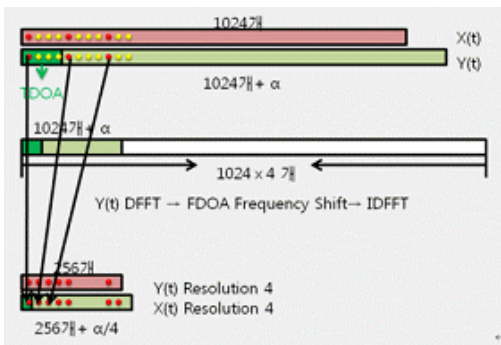 1024개
X(t)
Y(t)
TDOA
1024개+ α
1024개+ α
1024 x 4 개
Y(t) DFFT → FDOA Frequency Shift→ IDFFT
256개
Y(t) Resolution 4
X(t) Resolution 4
256개+ α/4